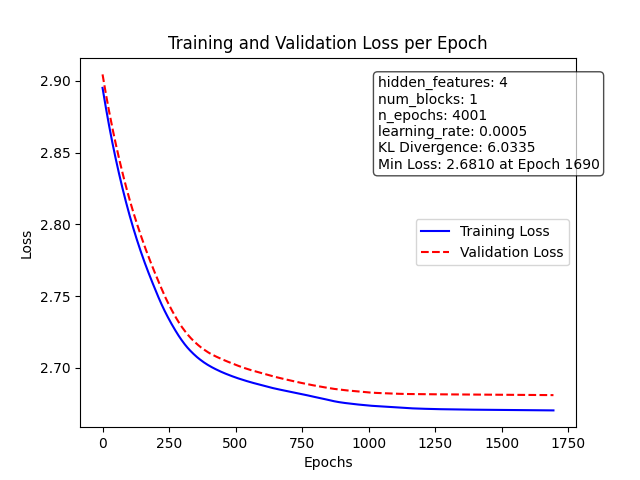 Training and Validation Loss per Epoch
hidden_features: 4
num_blocks: 1
n_epochs: 4001
learning_rate: 0.0005
KL Divergence: 6.0335
Min Loss: 2.6810 at Epoch 1690
Training Loss
Validation Loss
Loss
2.90
2.85
2.80
2.75
2.70
0 250 500 750 1000 1250 1500 1750
Epochs